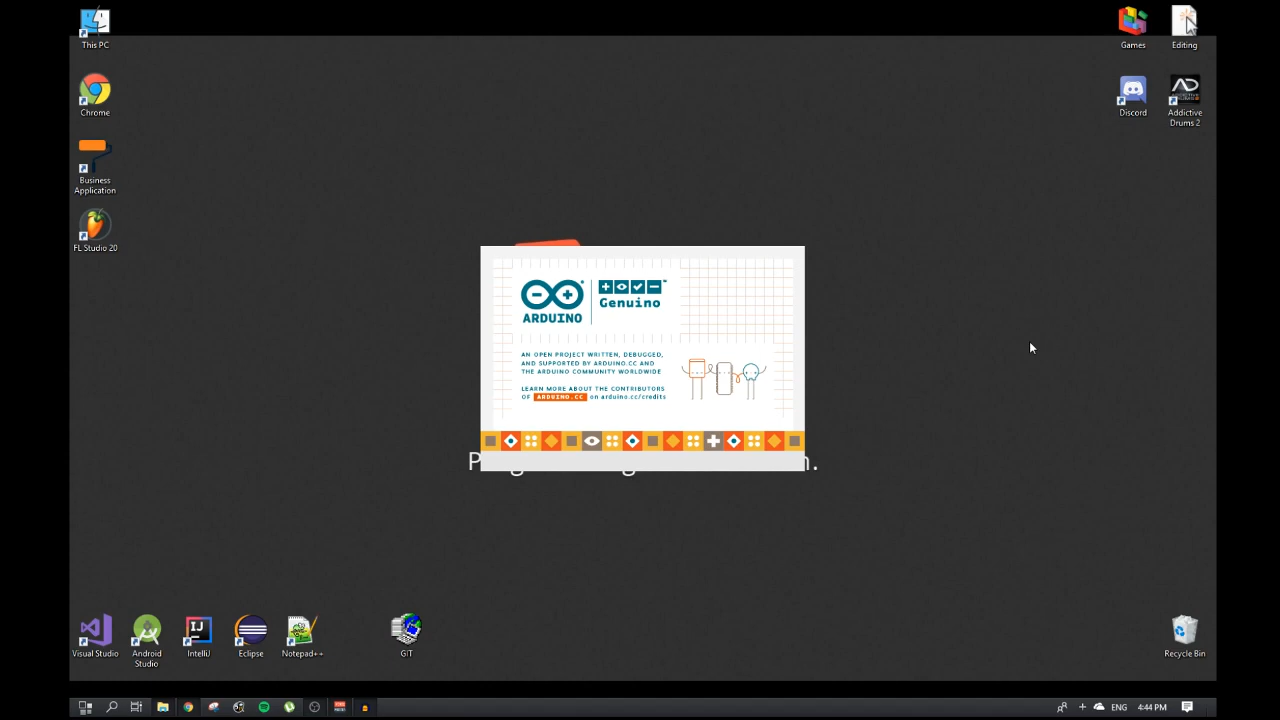 This PC
Games
Editing
Chrome
Discord
Addictive
Drums 2
Business
Application
FL Studio 20
ARDUINO
Genuino
AN OPEN PROJECT WRITTEN, DEBUGGED,
AND SUPPORTED BY ARDUINO.CC AND
THE ARDUINO COMMUNITY WORLDWIDE
LEARN MORE ABOUT THE CONTRIBUTORS
OF ARDUINO.CC on arduino.cc/credits
Visual Studio
Android
Studio
IntelliJ
Eclipse
Notepad++
GIT
Recycle Bin
ENG
4:44 PM